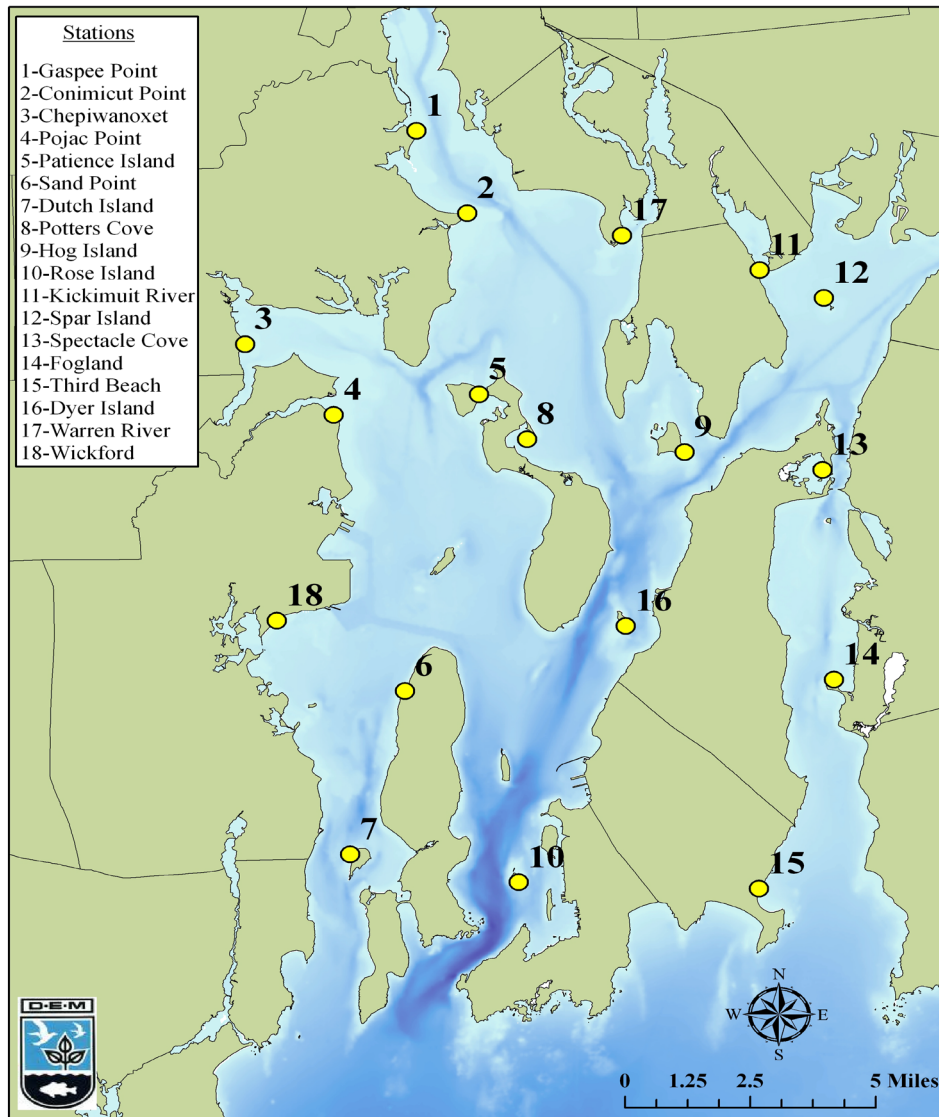 Stations
1-Gaspee Point
2-Conimicut Point
3-Chepiwanoxet
4-Pojac Point
5-Patience Island
6-Sand Point
7-Dutch Island
8-Potters Cove
9-Hog Island
10-Rose Island
11-Kickimuit River
12-Spar Island
13-Spectacle Cove
14-Fogland
15-Third Beach
16-Dyer Island
17-Warren River
18-Wickford
1
2
17
11
12
3
5
4
8
9
13
18
16
6
14
7
10
15
N
W E
S
D·E·M
0 1.25 2.5 5 Miles